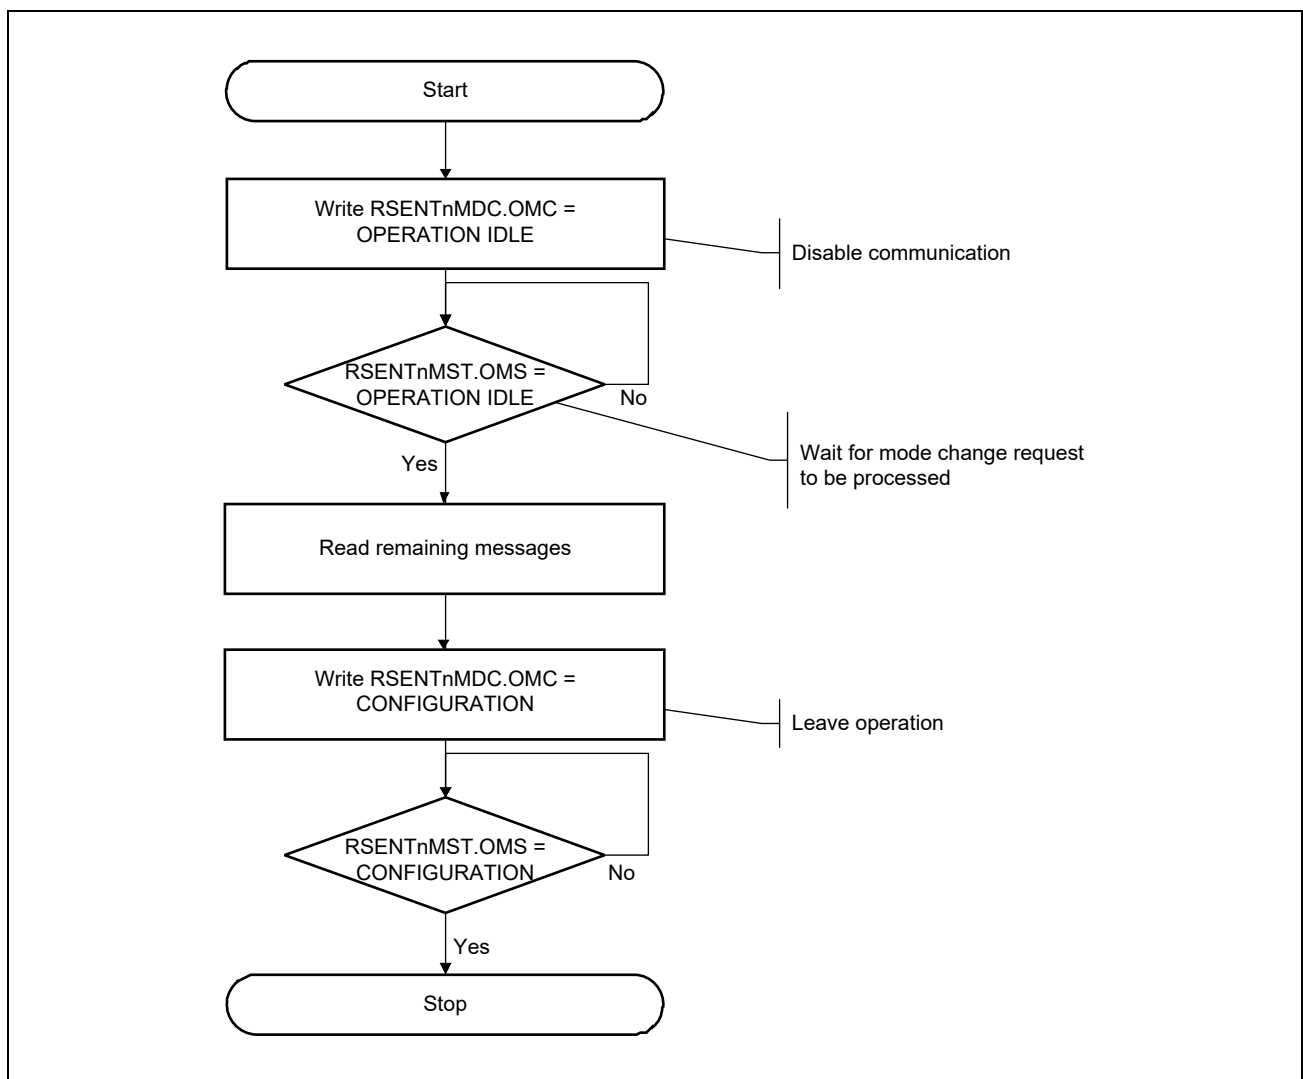 Start
Write RSENTnMDC.OMC =
OPERATION IDLE
Disable communication
RSENTnMST.OMS =
OPERATION IDLE
No
Wait for mode change request
to be processed
Yes
Read remaining messages
Write RSENTnMDC.OMC =
CONFIGURATION
Leave operation
RSENTnMST.OMS =
CONFIGURATION
No
Yes
Stop